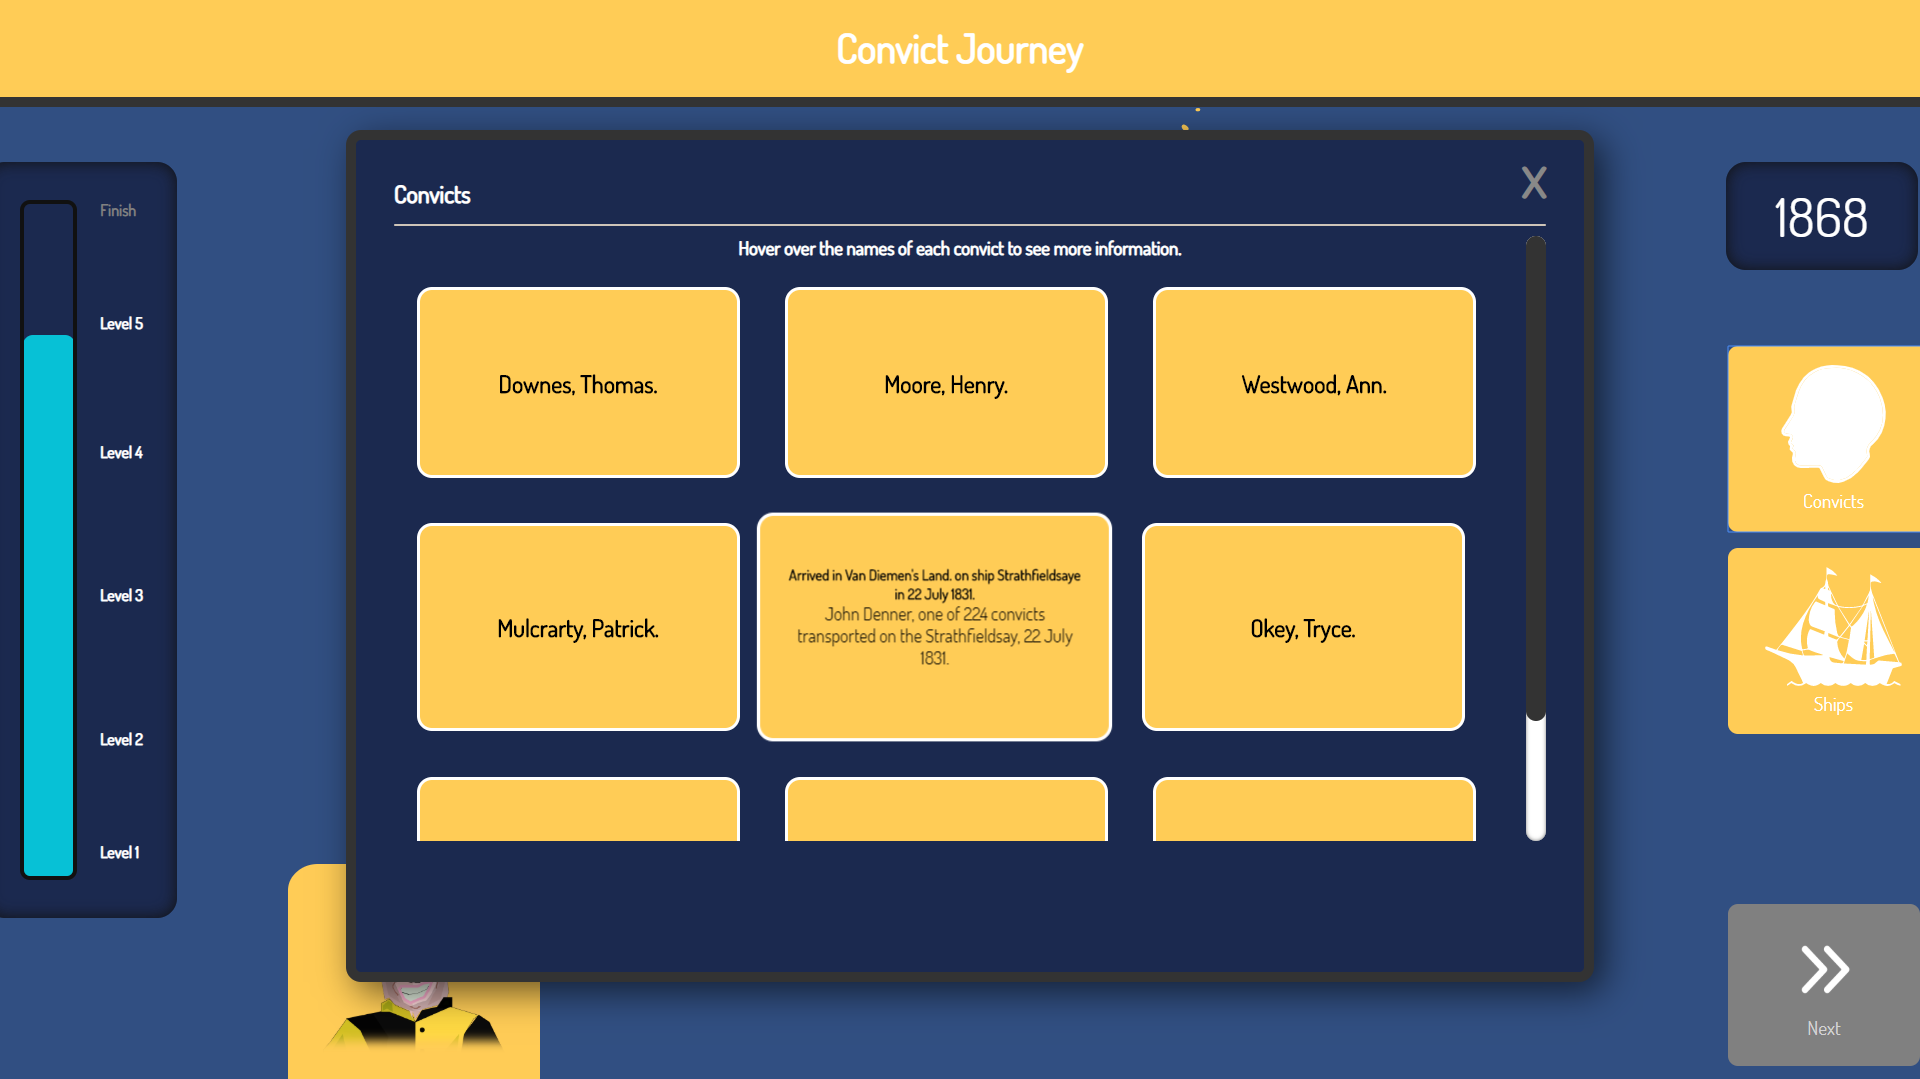 Convict Journey
Finish
Level 5
Level 4
Level 3
Level 2
Level 1
Convicts
X
Hover over the names of each convict to see more information.
Downes, Thomas.
Moore, Henry.
Westwood, Ann.
Mulcrarty, Patrick.
Arrived in Van Diemen's Land. on ship Strathfieldsaye
in 22 July 1831.
John Denner, one of 224 convicts
transported on the Strathfieldsay, 22 July
1831.
Okey, Tryce.
1868
Convicts
Ships
Next